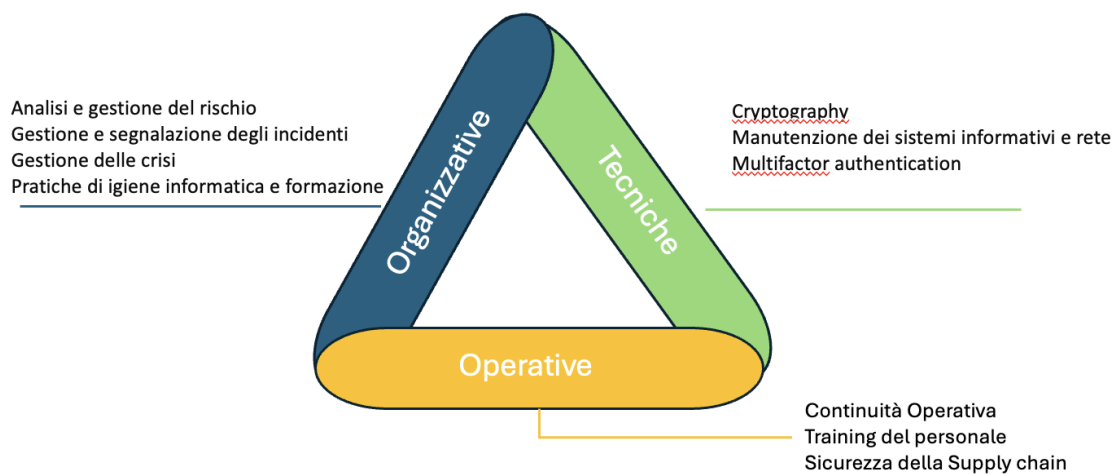 Analisi e gestione del rischio
Gestione e segnalazione degli incidenti
Gestione delle crisi
Pratiche di igiene informatica e formazione
Organizzative
Tecniche
Cryptography
Manutenzione dei sistemi informativi e rete
Multifactor authentication
Operative
Continuità Operativa
Training del personale
Sicurezza della Supply chain